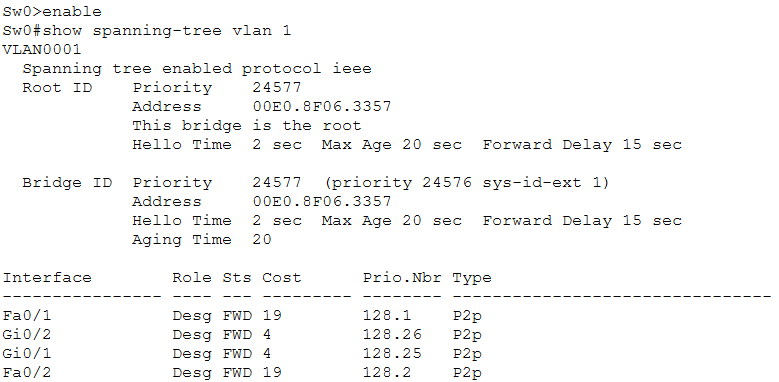 Sw0>enable
Sw0#show spanning-tree vlan 1
VLAN0001
  Spanning tree enabled protocol ieee
  Root ID    Priority    24577
             Address     00E0.8F06.3357
             This bridge is the root
             Hello Time  2 sec  Max Age 20 sec  Forward Delay 15 sec

  Bridge ID  Priority    24577  (priority 24576 sys-id-ext 1)
             Address     00E0.8F06.3357
             Hello Time  2 sec  Max Age 20 sec  Forward Delay 15 sec
             Aging Time  20

Interface        Role Sts Cost      Prio.Nbr Type
---------------- ---- --- --------- -------- --------------------------------
Fa0/1            Desg FWD 19        128.1    P2p
Gi0/2            Desg FWD 4         128.26   P2p
Gi0/1            Desg FWD 4         128.25   P2p
Fa0/2            Desg FWD 19        128.2    P2p